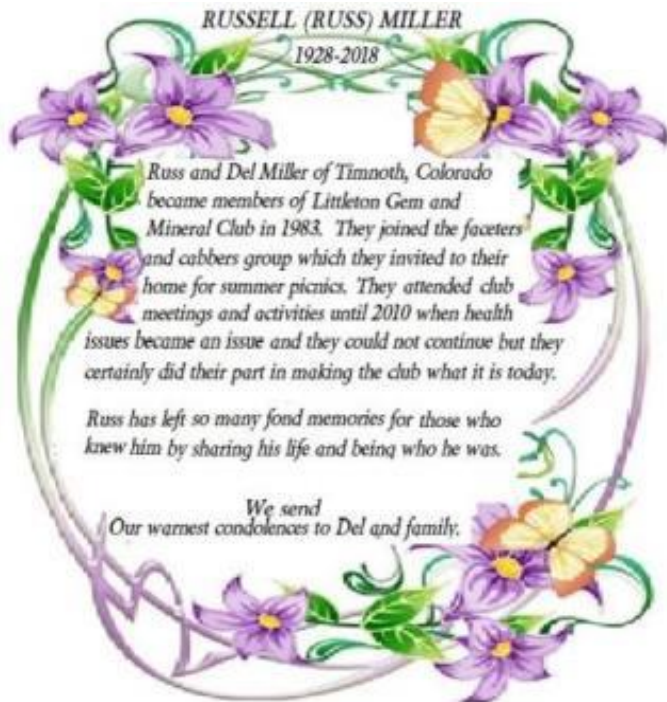 RUSSELL (RUSS) MILLER
1928-2018
Russ and Del Miller of Timnoth, Colorado
became members of Littleton Gem and
Mineral Club in 1983. They joined the faceters
and cabbers group which they invited to their
home for summer picnics. They attended club
meetings and activities until 2010 when health
issues became an issue and they could not continue but they
certainly did their part in making the club what it is today.
Russ has left so many fond memories for those who
knew him by sharing his life and being who he was.
We send
Our warnest condolences to Del and family.